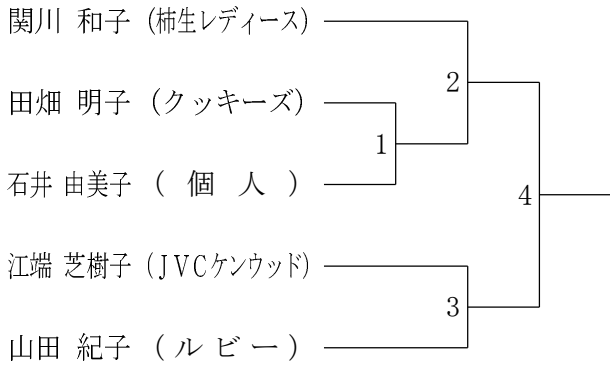 関川 和子 (柿生レディース)
2
田畑 明子 (クッキーズ)
1
石井 由美子 ( 個 人 )
4
江端 芝樹子 (JVCケンウッド)
3
山田 紀子 (ルビー)